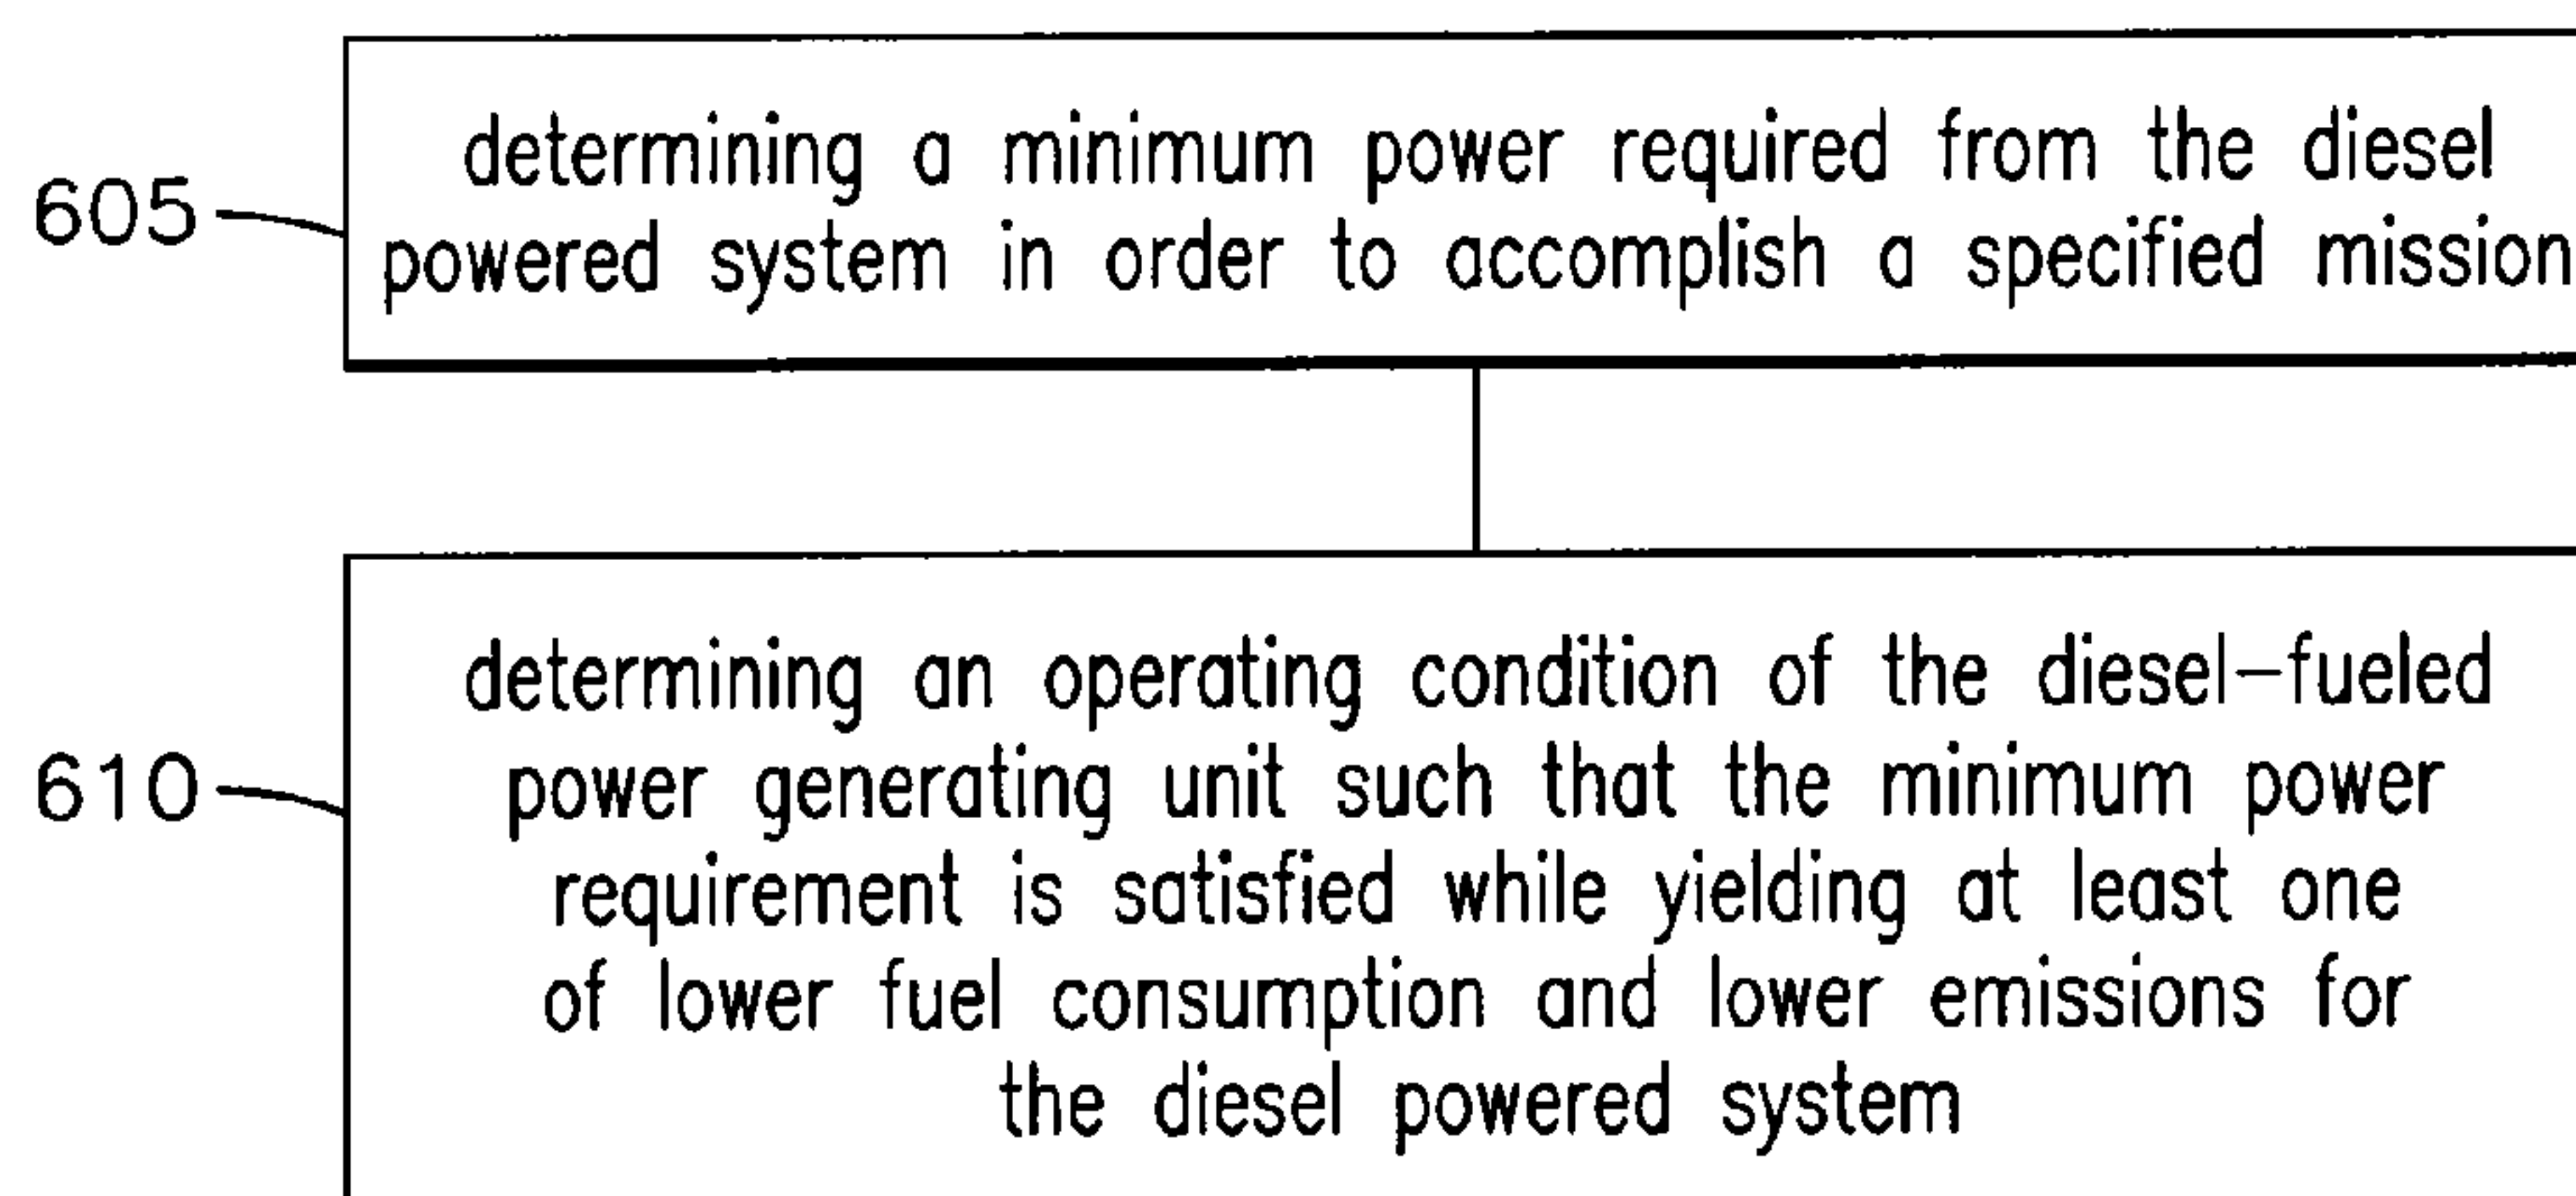 determining a minimum power required from the diesel
605
powered system in order to accomplish a specified mission
determining an operating condition of the diesel-fueled
610
power generating unit such that the minimum power
requirement is satisfied while yielding at least one
of lower fuel consumption and lower emissions for
the diesel powered system